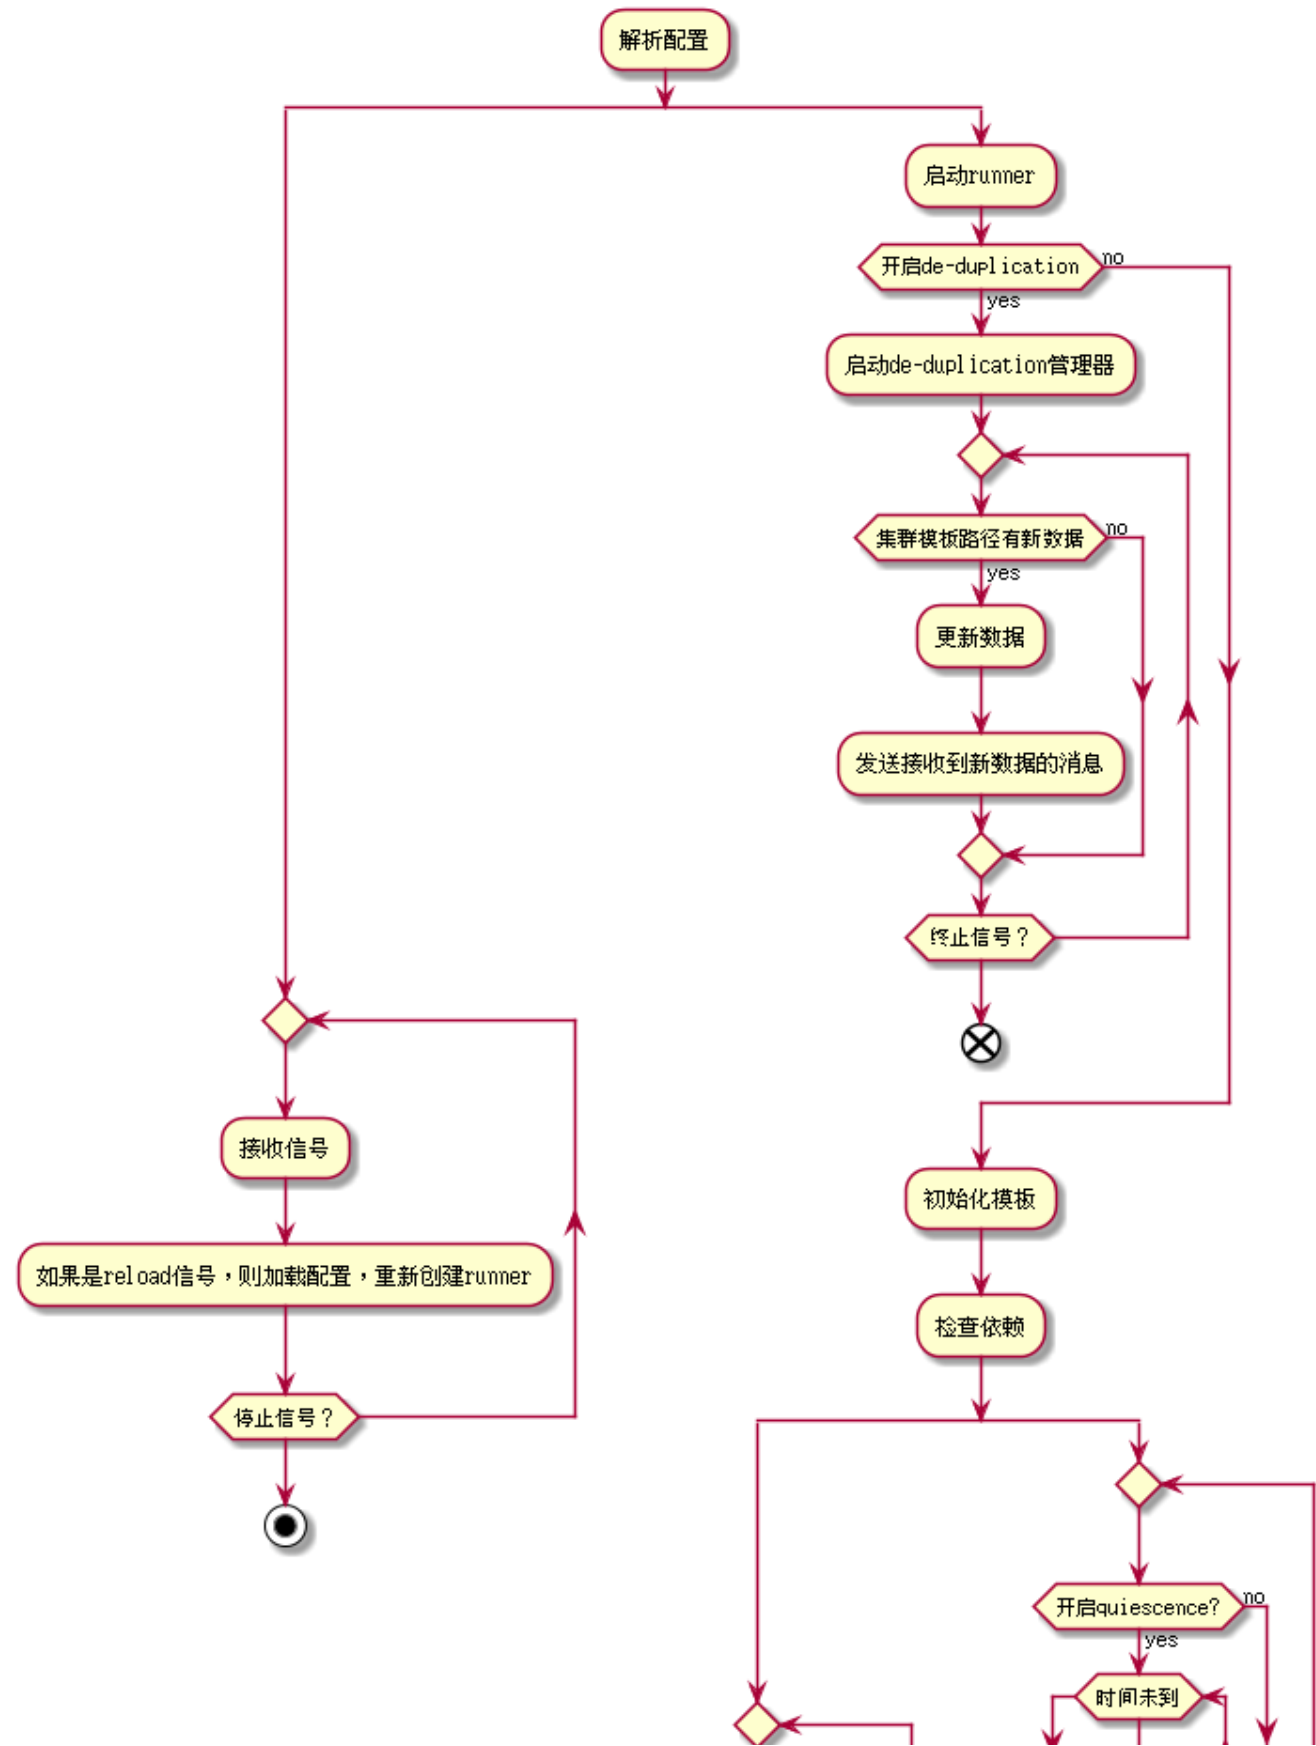 解析配置
启动runner
开启de-duplication
no
yes
启动de-duplication管理器
集群模板路径有新数据
no
yes
更新数据
发送接收到新数据的消息
终止信号？
接收信号
初始化模板
如果是reload信号，则加载配置，重新创建runner
检查依赖
停止信号？
开启quiescence?
no
yes
时间未到